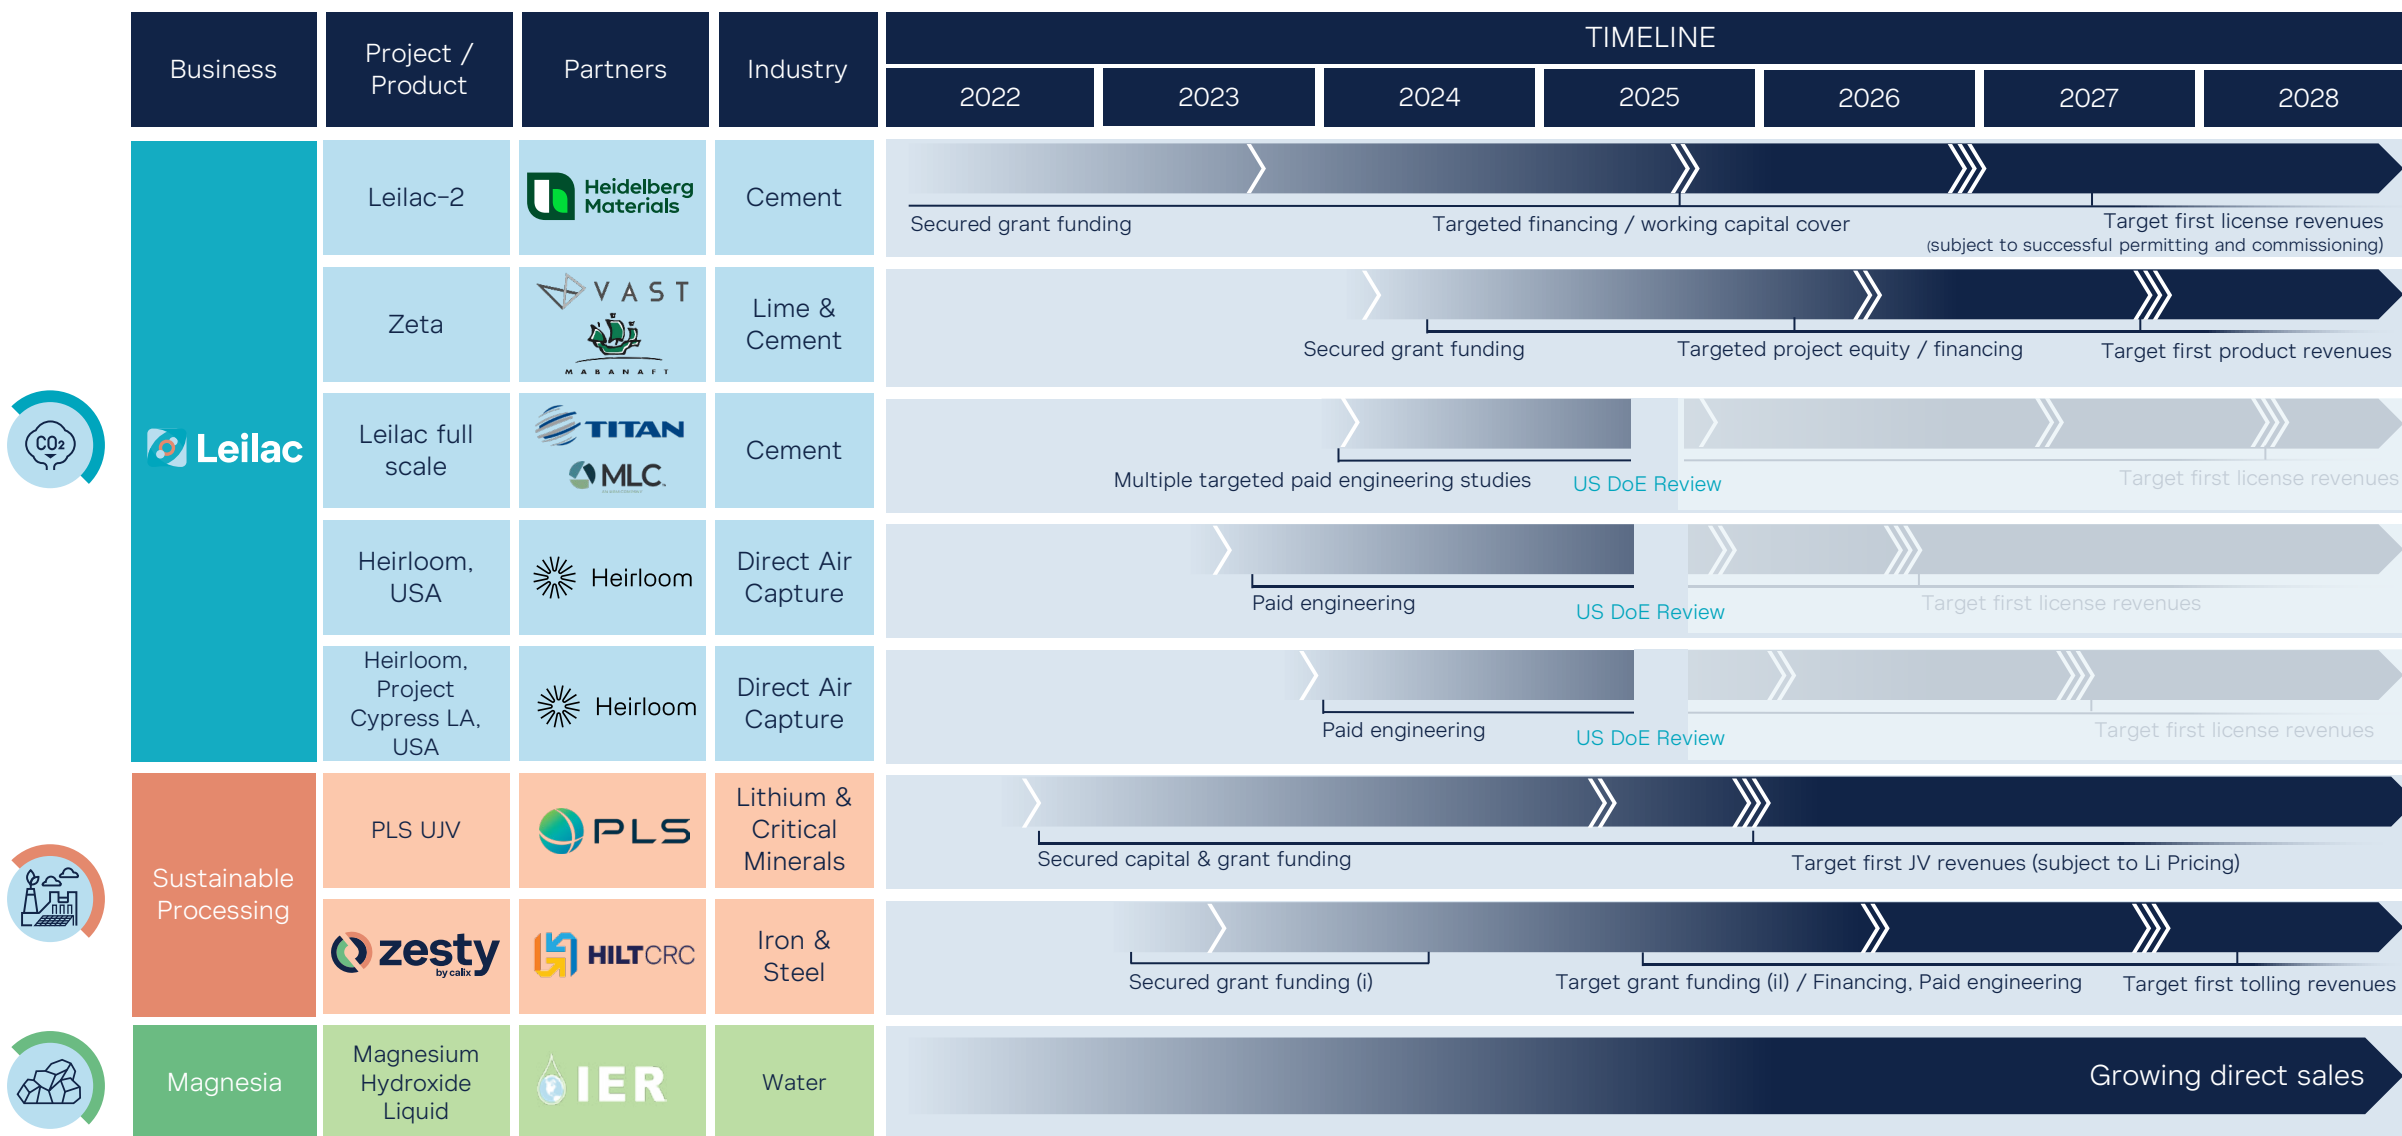 Business
Project /
Product
Partners
Industry
TIMELINE
2022
2023
2024
2025
2026
2027
2028
CO2
Leilac
Leilac-2
Heidelberg
Materials
Cement
Secured grant funding
Targeted financing / working capital cover
Target first license revenues
(subject to successful permitting and commissioning)
Zeta
VAST
MABANAFT
Lime &
Cement
Secured grant funding
Targeted project equity / financing
Target first product revenues
Leilac full
scale
TITAN
MLC
Cement
Multiple targeted paid engineering studies
US DoE Review
Target first license revenues
Heirloom,
USA
Heirloom
Direct Air
Capture
Paid engineering
US DoE Review
Target first license revenues
Heirloom,
Project
Cypress LA,
USA
Heirloom
Direct Air
Capture
Paid engineering
US DoE Review
Target first license revenues
Sustainable
Processing
PLS UJV
PLS
Lithium &
Critical
Minerals
Secured capital & grant funding
Target first JV revenues (subject to Li Pricing)
zesty
by calix
HILTCRC
Iron &
Steel
Secured grant funding (i)
Target grant funding (iI) / Financing, Paid engineering
Target first tolling revenues
Magnesia
Magnesium
Hydroxide
Liquid
IER
Water
Growing direct sales